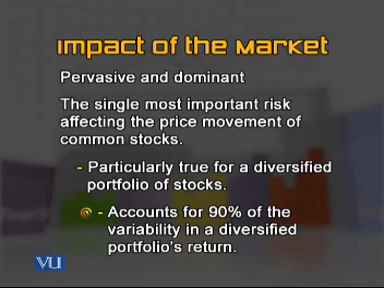 Impact of the Market
Pervasive and dominant
The single most important risk
affecting the price movement of
common stocks.
- Particularly true for a diversified
portfolio of stocks.
- Accounts for 90% of the
variability in a diversified
portfolio's return.
VU